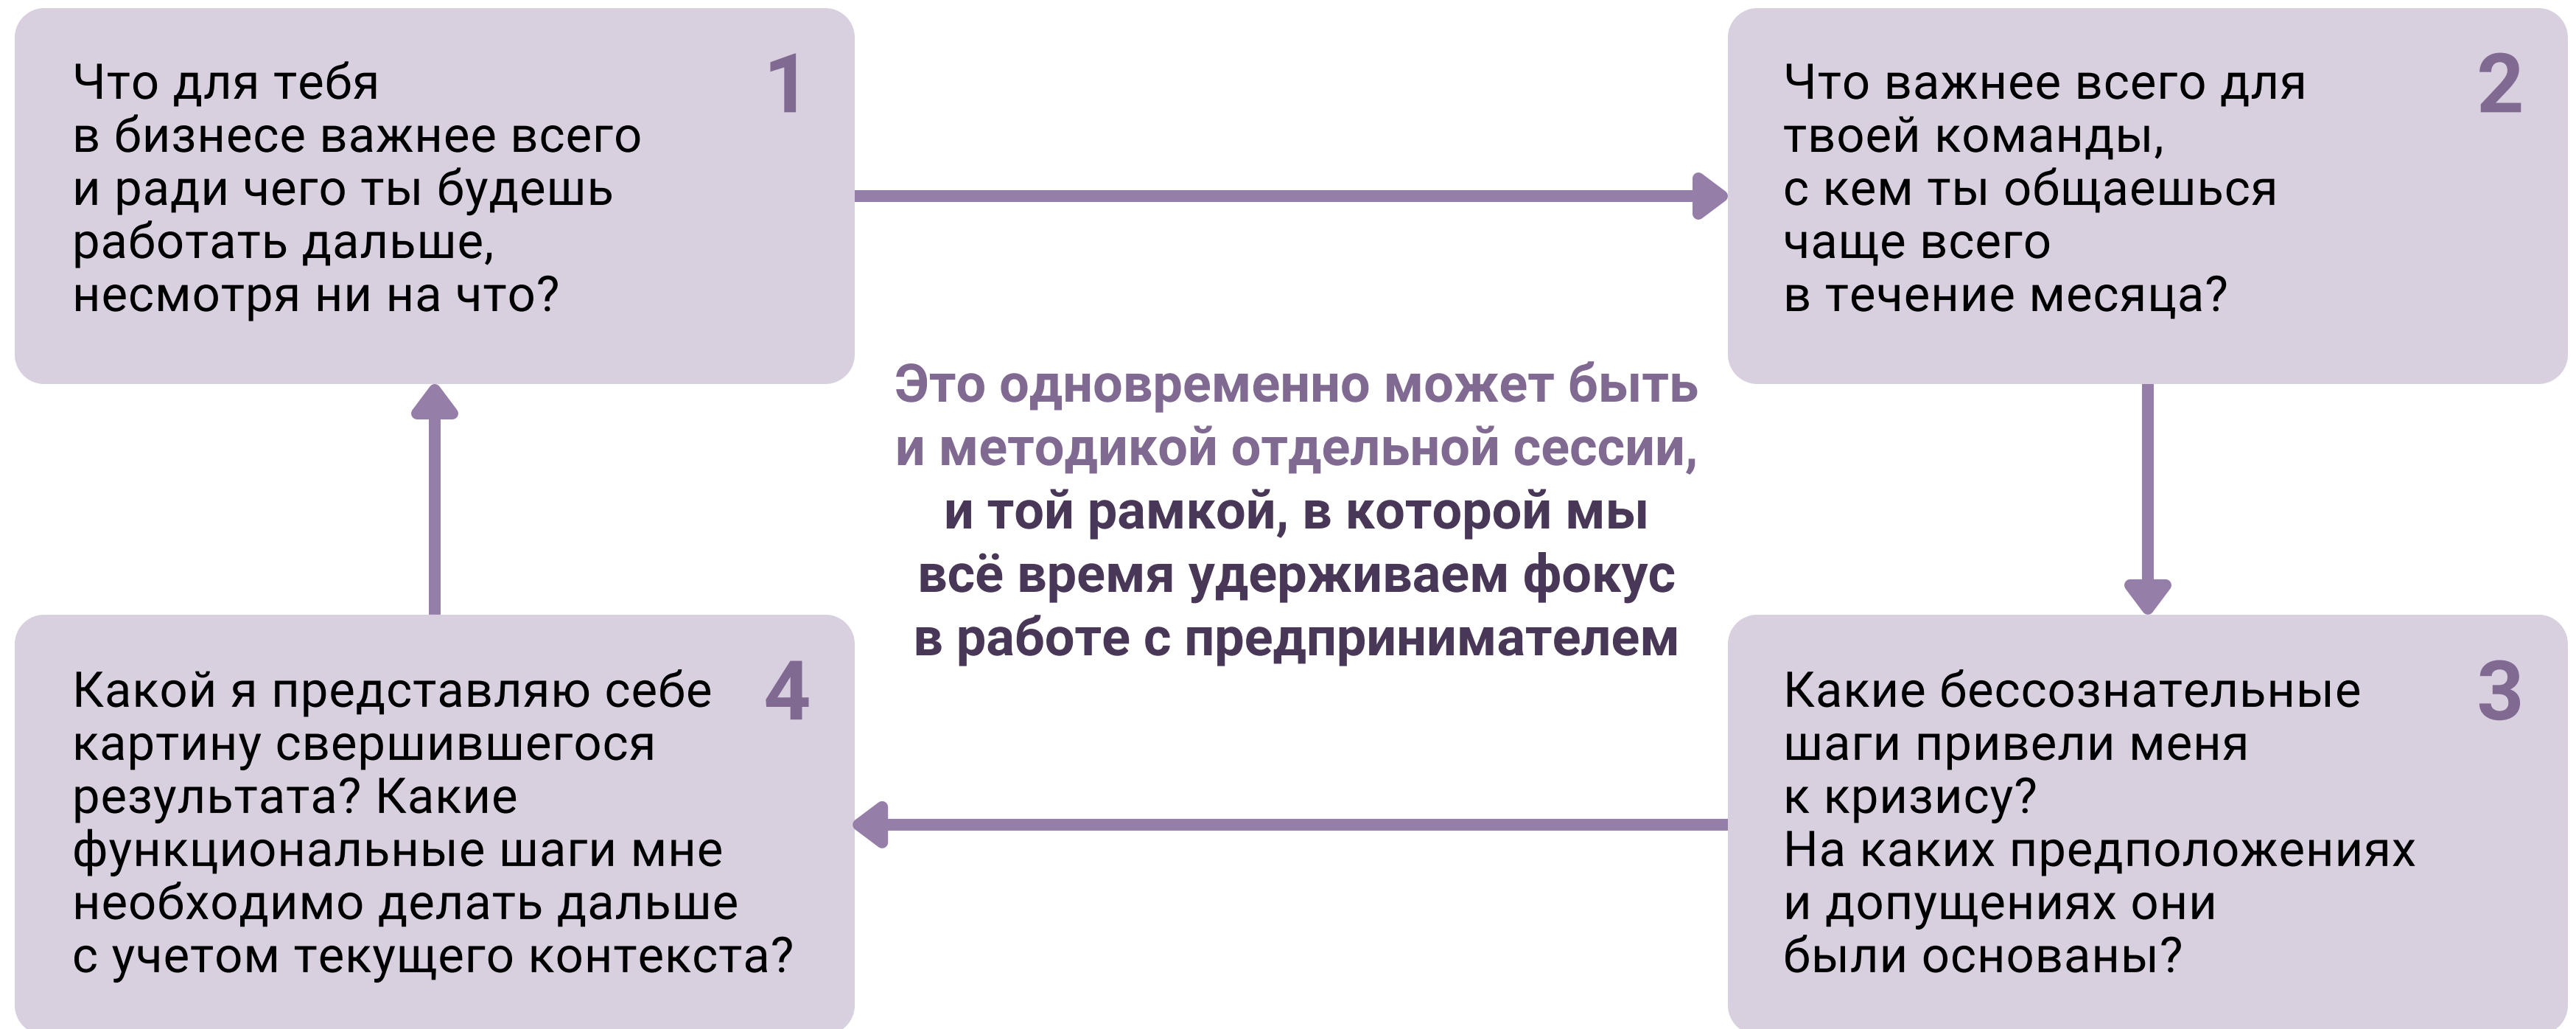 Что для тебя
в бизнесе важнее всего
и ради чего ты будешь
работать дальше,
несмотря ни на что?
1
Что важнее всего для
твоей команды,
с кем ты общаешься
чаще всего
в течение месяца?
2
Это одновременно может быть
и методикой отдельной сессии,
и той рамкой, в которой мы
всё время удерживаем фокус
в работе с предпринимателем
Какие бессознательные
шаги привели меня
к кризису?
На каких предположениях
и допущениях они
были основаны?
3
Какой я представляю себе
картину свершившегося
результата? Какие
функциональные шаги мне
необходимо делать дальше
с учетом текущего контекста?
4